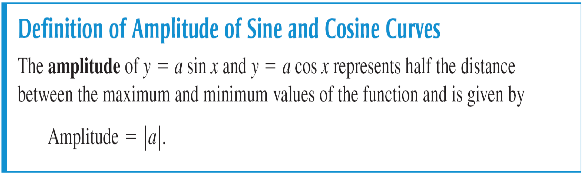 Definition of Amplitude of Sine and Cosine Curves
The amplitude of y = a sin x and y = a cos x represents half the distance
between the maximum and minimum values of the function and is given by
Amplitude = |a|.